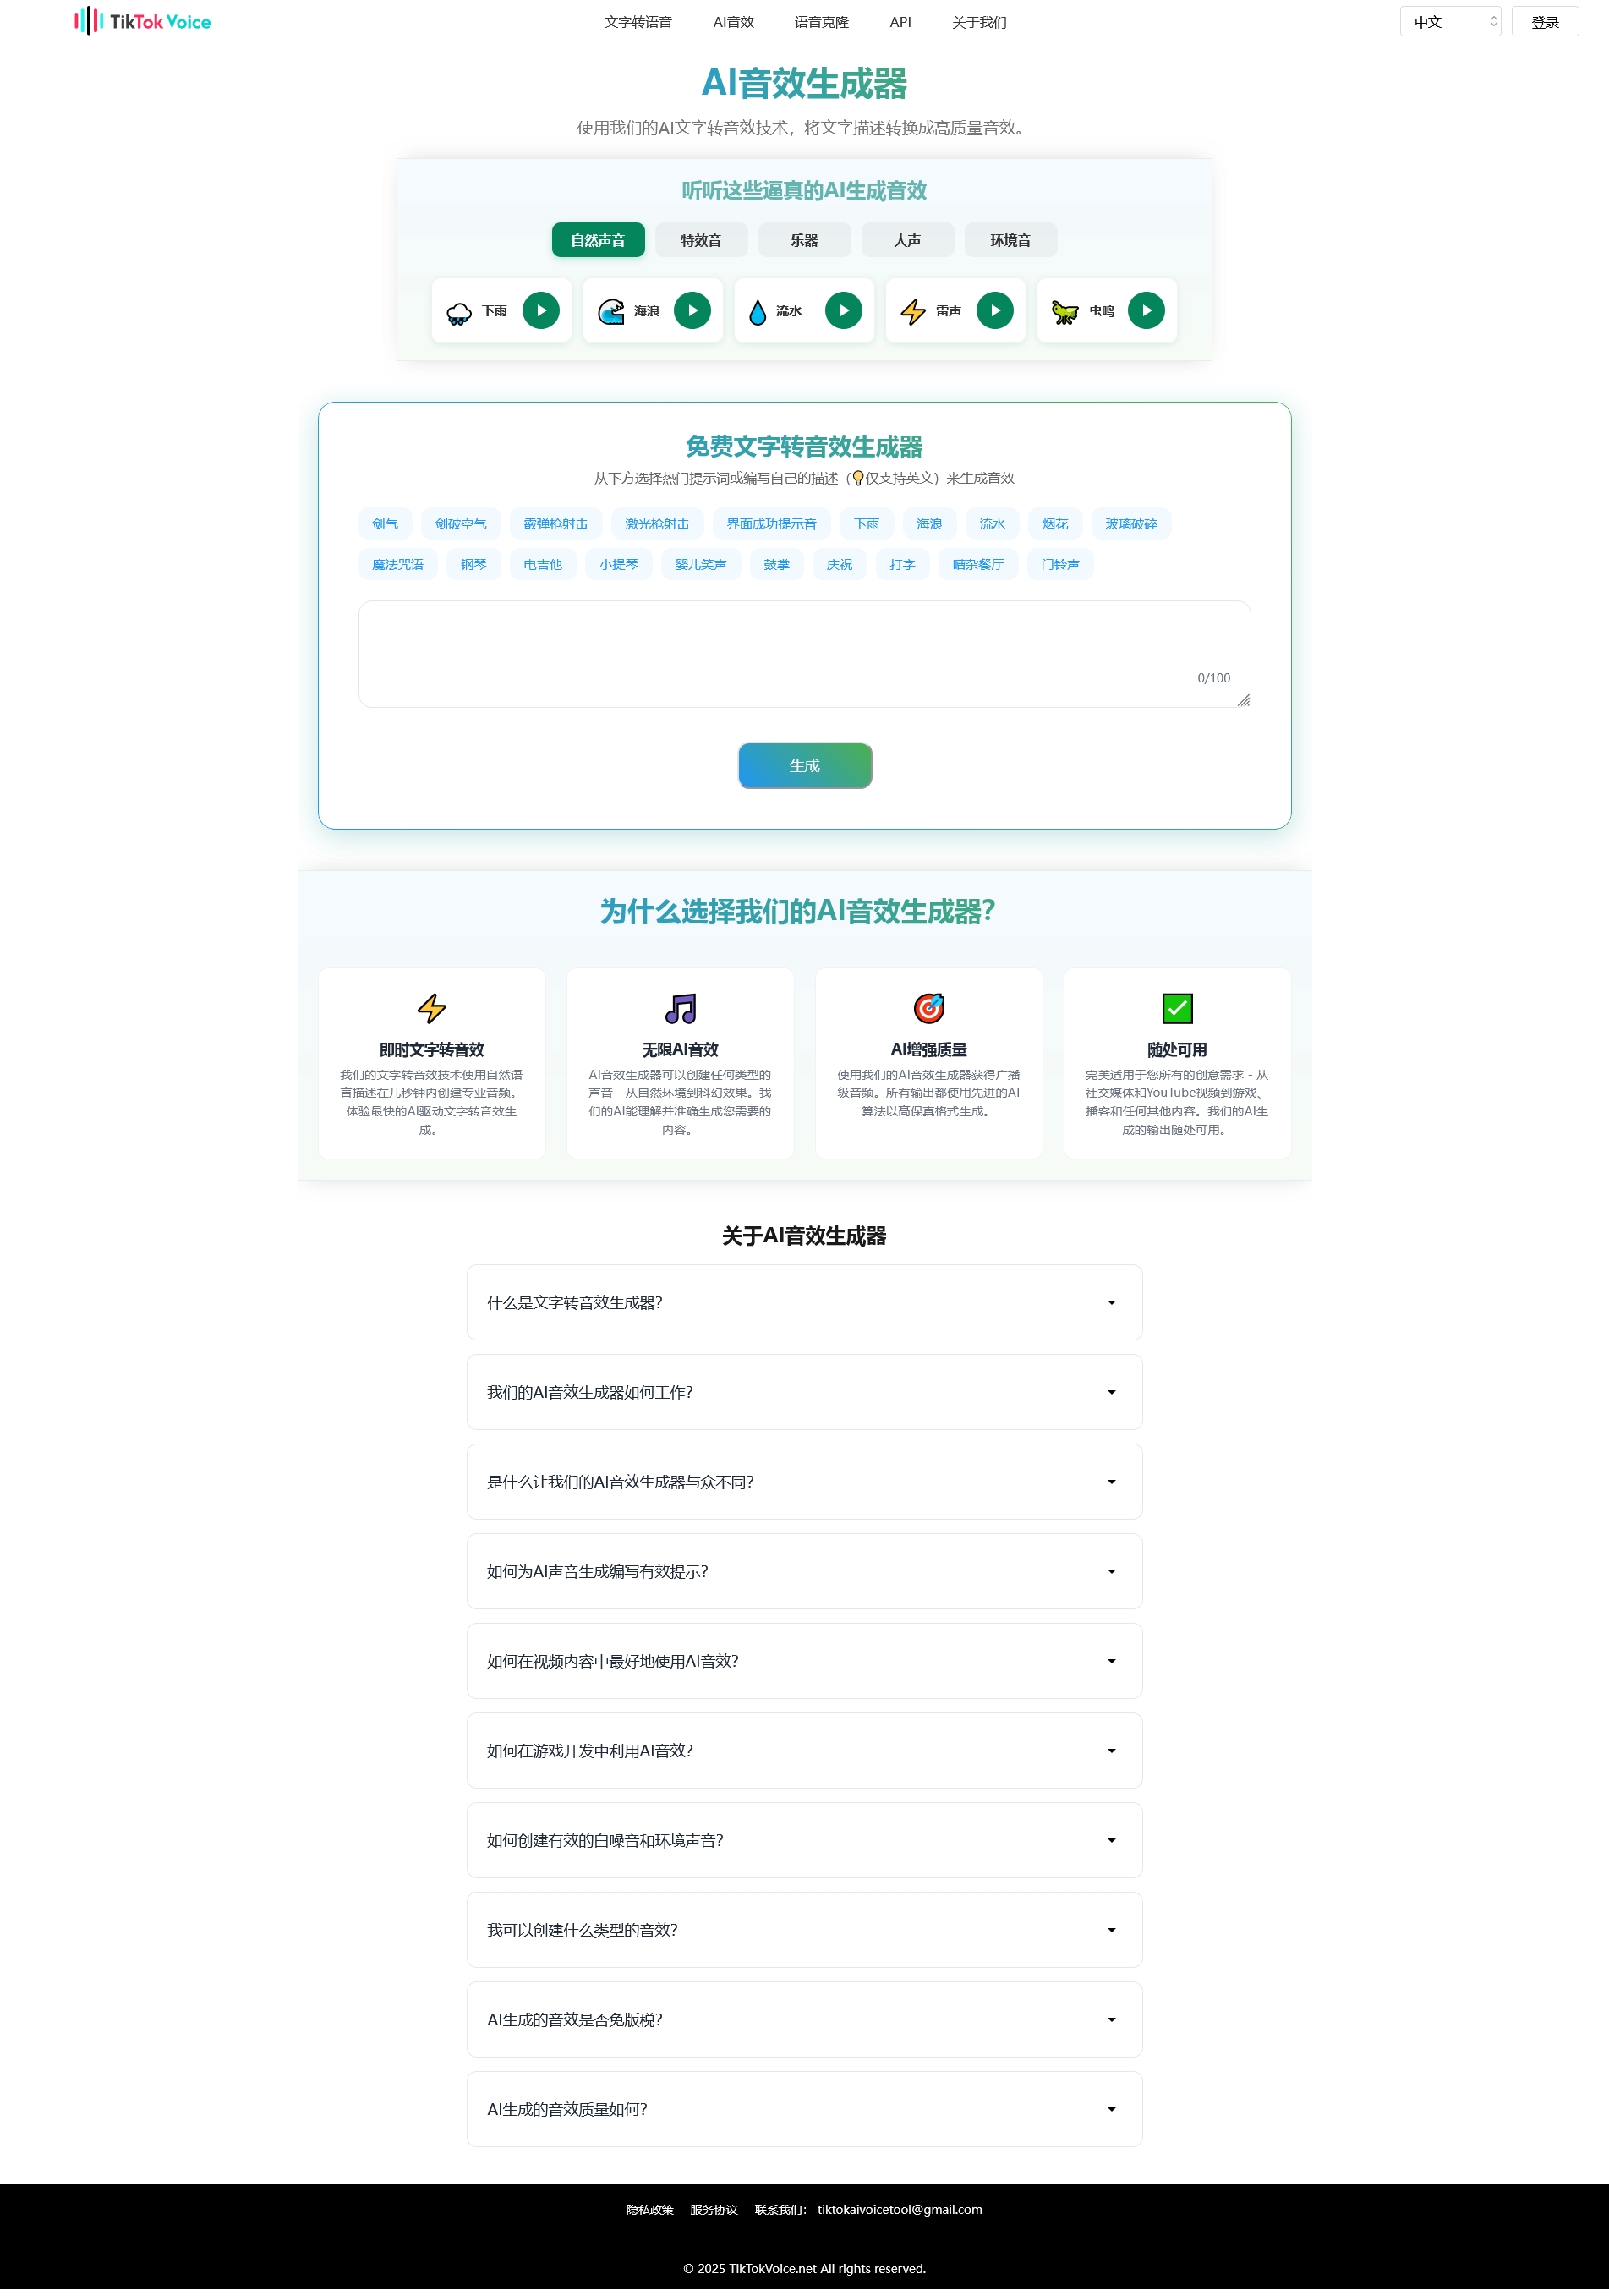 TikTok Voice
文字转语音 AI音效 语音克隆 API 关于我们
中文 登录
AI音效生成器
使用我们的AI文字转音效技术，将文字描述转换成高质量音效。
听听这些逼真的AI生成音效
自然声音 特效音 乐器 人声 环境音
下雨 海浪 流水 雷声 虫鸣
免费文字转音效生成器
从下方选择热门提示词或编写自己的描述（💡仅支持英文）来生成音效
剑气 剑破空气 霰弹枪射击 激光枪射击 界面成功提示音 下雨 海浪 流水 烟花 玻璃破碎
魔法咒语 钢琴 电吉他 小提琴 婴儿笑声 鼓掌 庆祝 打字 嘈杂餐厅 门铃声
0/100
生成
为什么选择我们的AI音效生成器？
即时文字转音效
我们的文字转音效技术使用自然语
言描述在几秒钟内创建专业音频。
体验最快的AI驱动文字转音效生
成。
无限AI音效
AI音效生成器可以创建任何类型的
声音 - 从自然环境到科幻效果。我
们的AI能理解并准确生成您需要的
内容。
AI增强质量
使用我们的AI音效生成器获得广播
级音频。所有输出都使用先进的AI
算法以高保真格式生成。
随处可用
完美适用于您所有的创意需求 - 从
社交媒体和YouTube视频到游戏、
播客和任何其他内容。我们的AI生
成的输出随处可用。
关于AI音效生成器
什么是文字转音效生成器？
我们的AI音效生成器如何工作？
是什么让我们的AI音效生成器与众不同？
如何为AI声音生成编写有效提示？
如何在视频内容中最好地使用AI音效？
如何在游戏开发中利用AI音效？
如何创建有效的白噪音和环境声音？
我可以创建什么类型的音效？
AI生成的音效是否免版税？
AI生成的音效质量如何？
隐私政策 服务协议 联系我们： tiktokaivoicetool@gmail.com
© 2025 TikTokVoice.net All rights reserved.